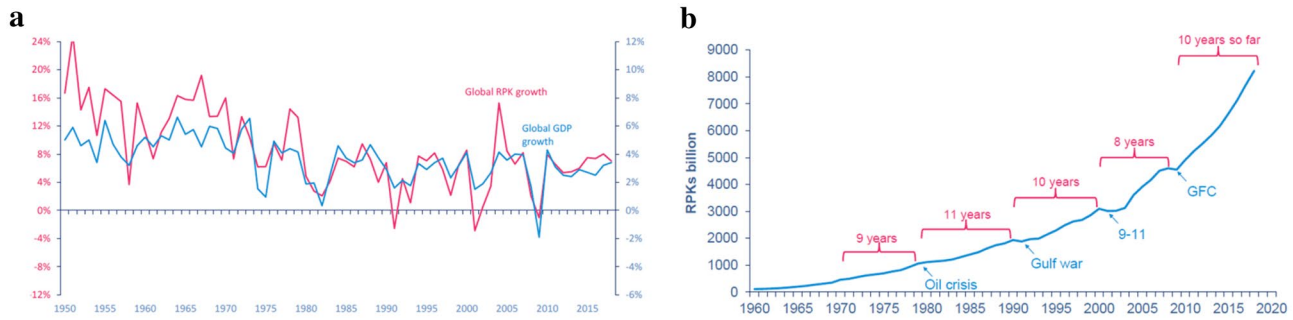 a
24%
20%
16%
12%
8%
4%
0%
-4%
-8%
-12%
12%
10%
8%
6%
4%
2%
0%
-2%
-4%
-6%
Global RPK growth
Global GDP
growth
1950 1955 1960 1965 1970 1975 1980 1985 1990 1995 2000 2005 2010 2015
b
RPKs billion
9000
8000
7000
6000
5000
4000
3000
2000
1000
0
10 years so far
8 years
10 years
11 years
9 years
GFC
9-11
Gulf war
Oil crisis
1960 1965 1970 1975 1980 1985 1990 1995 2000 2005 2010 2015 2020